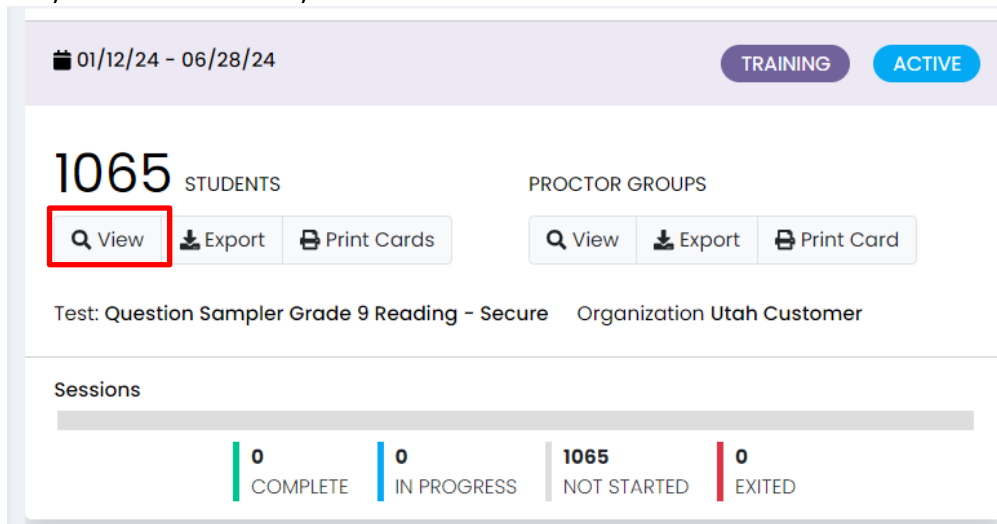 01/12/24 - 06/28/24 TRAINING ACTIVE
1065 STUDENTS PROCTOR GROUPS
View Export Print Cards View Export Print Card
Test: Question Sampler Grade 9 Reading - Secure Organization Utah Customer
Sessions
0 0 1065 0
COMPLETE IN PROGRESS NOT STARTED EXITED